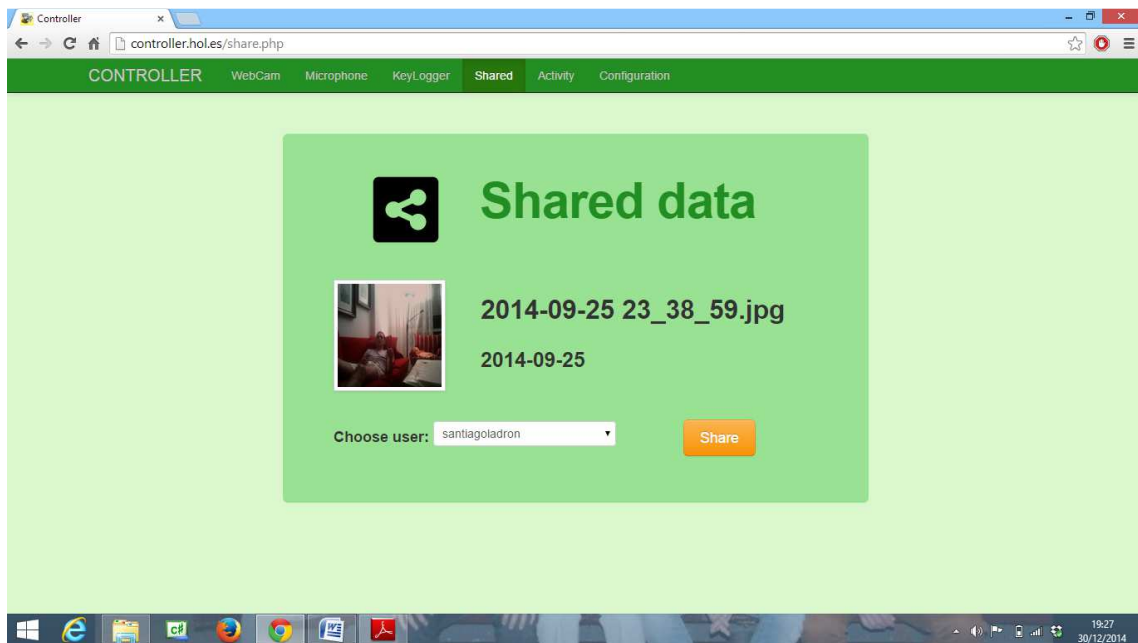 Controller
controller.hol.es/share.php
CONTROLLER WebCam Microphone KeyLogger Shared Activity Configuration
Shared data
2014-09-25 23_38_59.jpg
2014-09-25
Choose user: santiagoladron Share
C#
19:27
30/12/2014